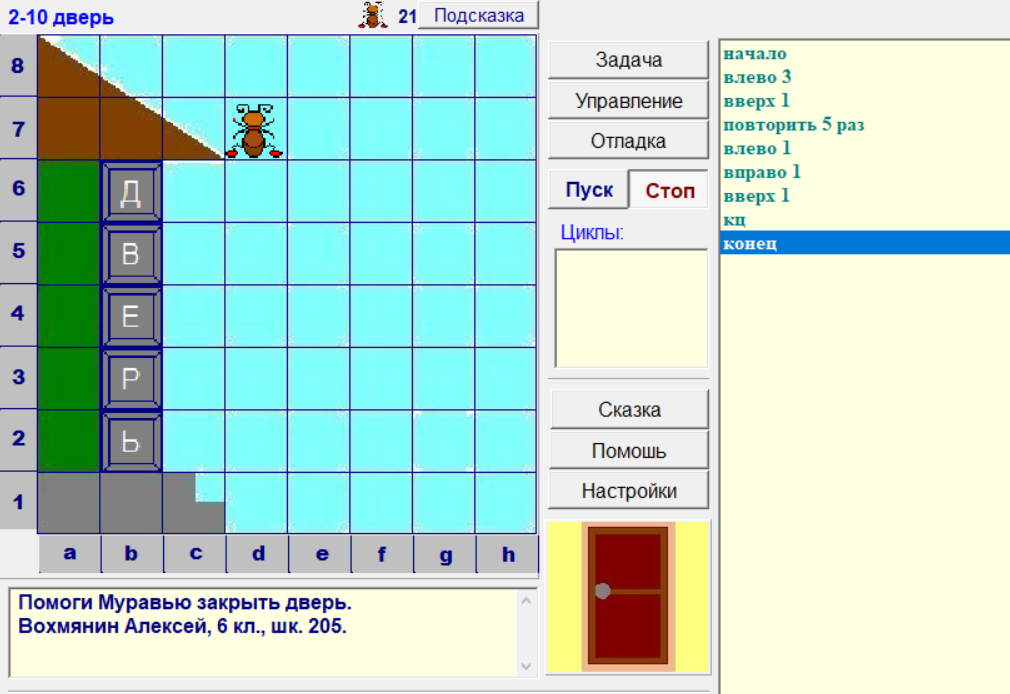 2-10 дверь
21 Подсказка
8
7
6
5
4
3
2
1
Д
В
Е
Р
Ь
a b c d e f g h
Помоги Муравью закрыть дверь.
Вохмянин Алексей, 6 кл., шк. 205.
Задача
Управление
Отладка
Пуск Стоп
Циклы:
Сказка
Помошь
Настройки
начало
влево 3
вверх 1
повторить 5 раз
влево 1
вправо 1
вверх 1
кц
конец